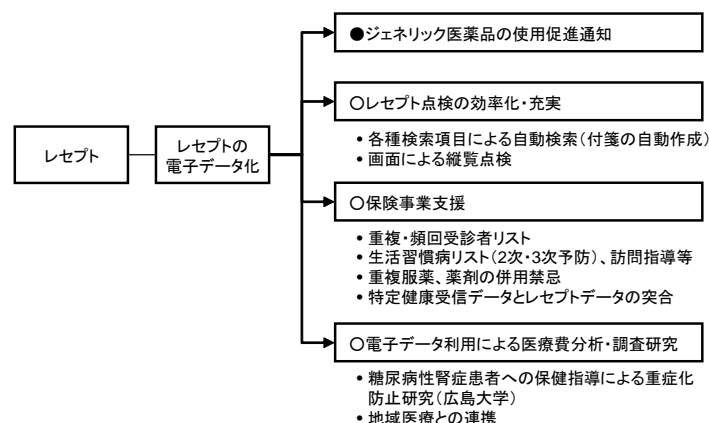 ●ジェネリック医薬品の使用促進通知
○レセプト点検の効率化・充実
• 各種検索項目による自動検索（付箋の自動作成）
• 画面による縦覧点検
レセプト
レセプトの
電子データ化
○保険事業支援
• 重複・頻回受診者リスト
• 生活習慣病リスト（2次・3次予防）、訪問指導等
• 重複服薬、薬剤の併用禁忌
• 特定健康受信データとレセプトデータの突合
○電子データ利用による医療費分析・調査研究
• 糖尿病性腎症患者への保健指導による重症化
防止研究（広島大学）
• 地域医療との連携